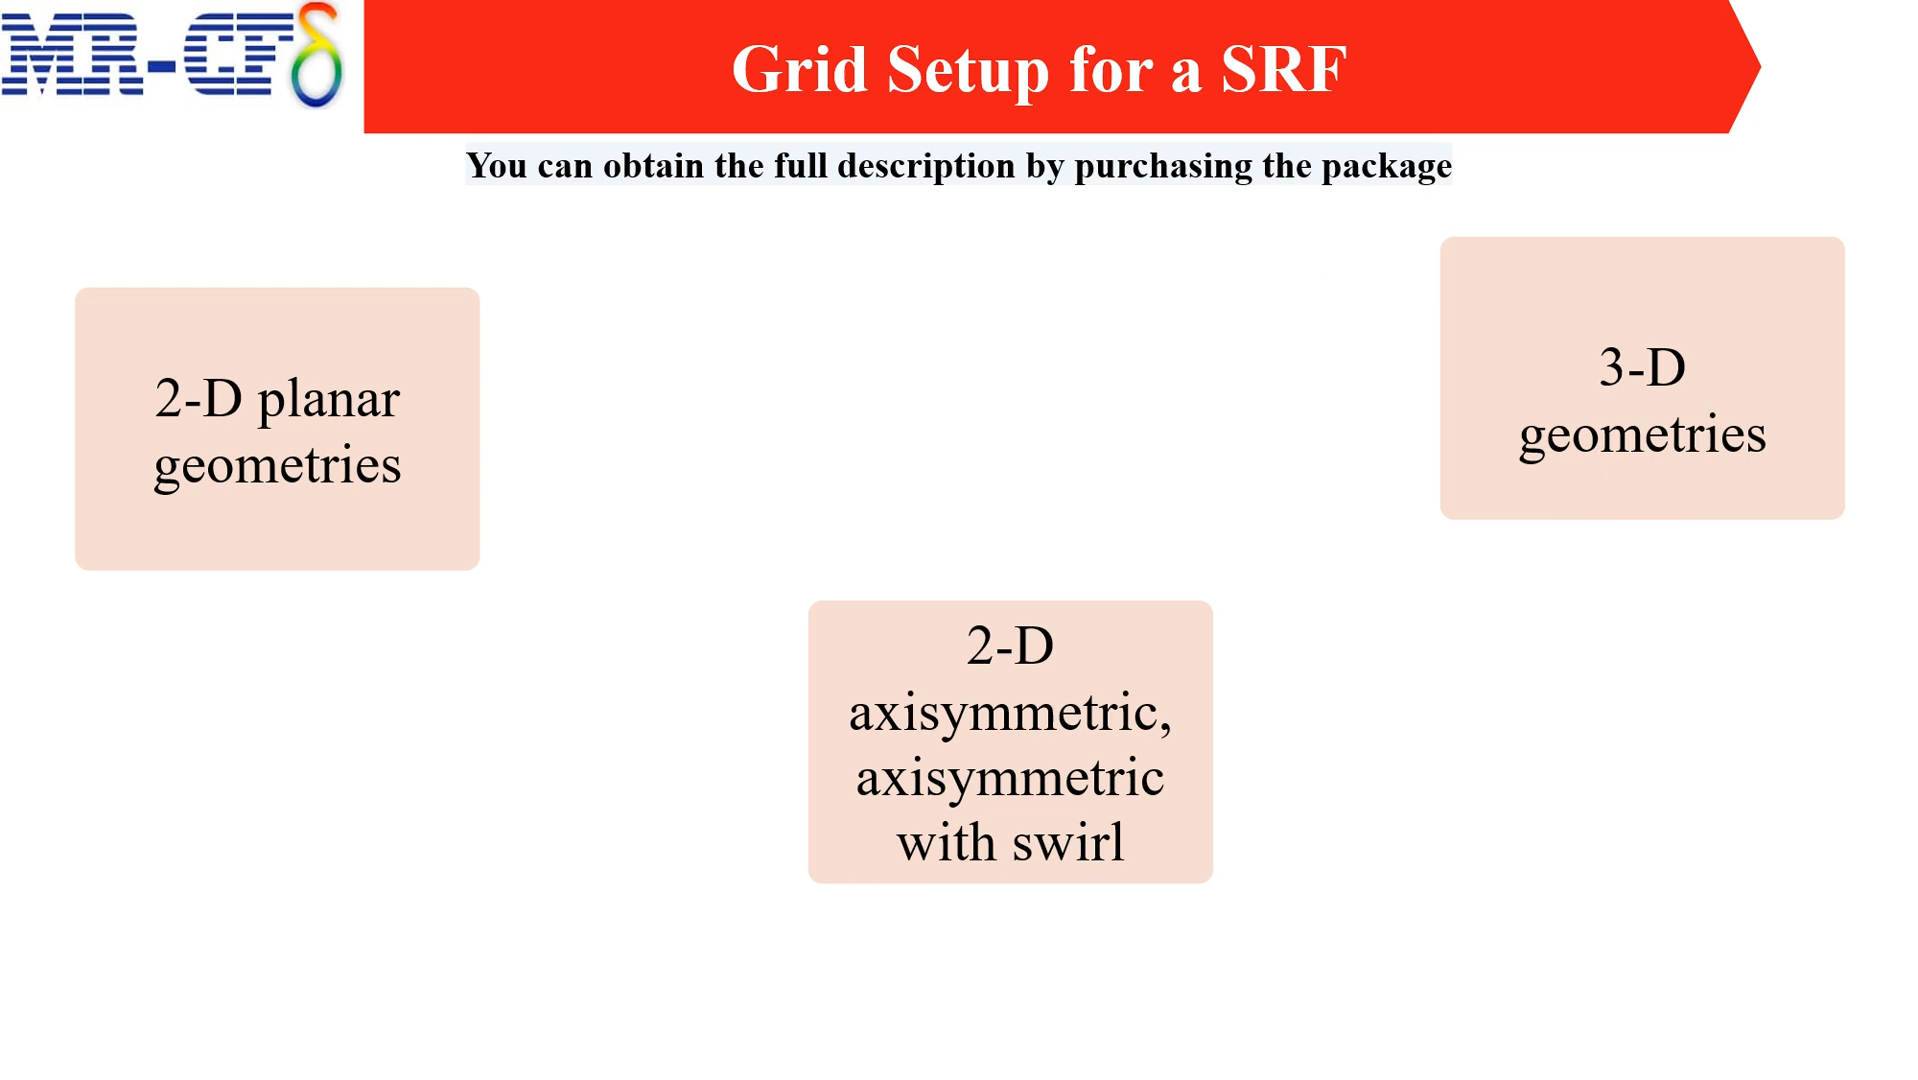 MR-CFδ
Grid Setup for a SRF
You can obtain the full description by purchasing the package
2-D planar
geometries
3-D
geometries
2-D
axisymmetric,
axisymmetric
with swirl